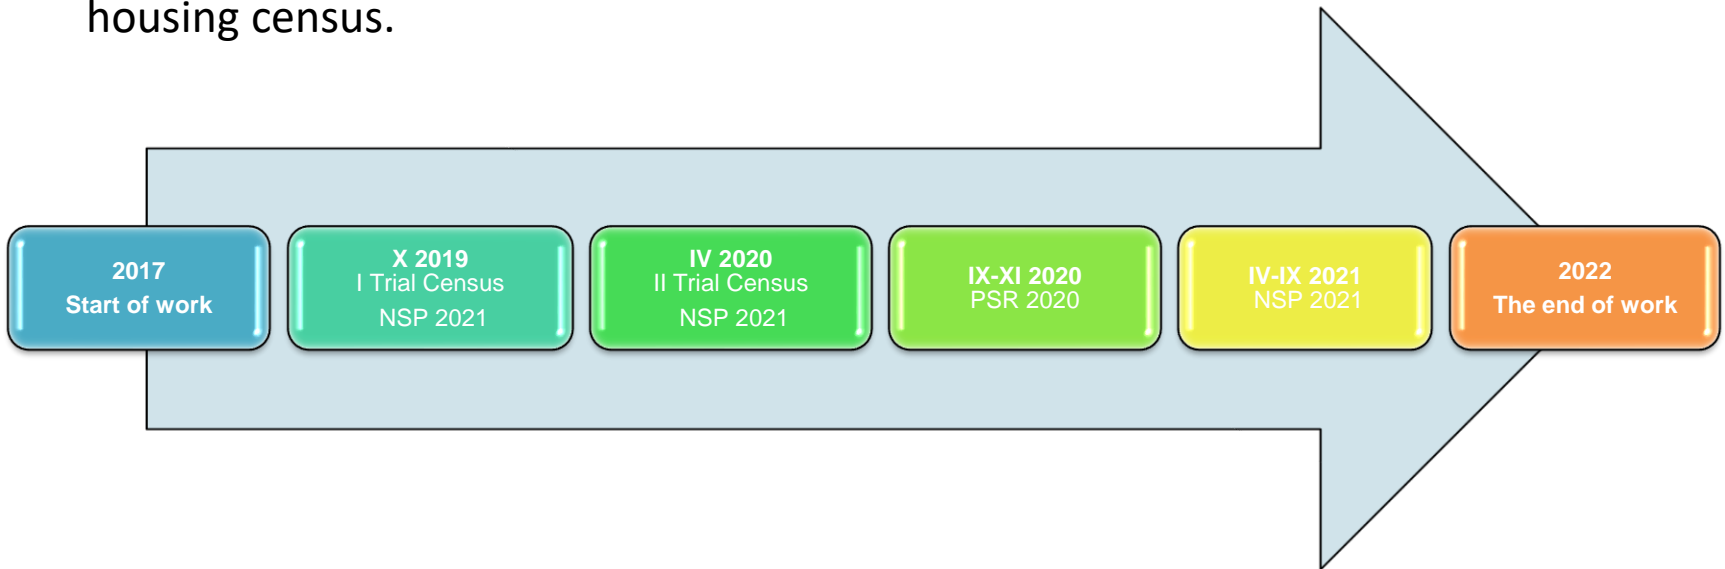 housing census.
2017
Start of work
X 2019
I Trial Census
NSP 2021
IV 2020
II Trial Census
NSP 2021
IX-XI 2020
PSR 2020
IV-IX 2021
NSP 2021
2022
The end of work